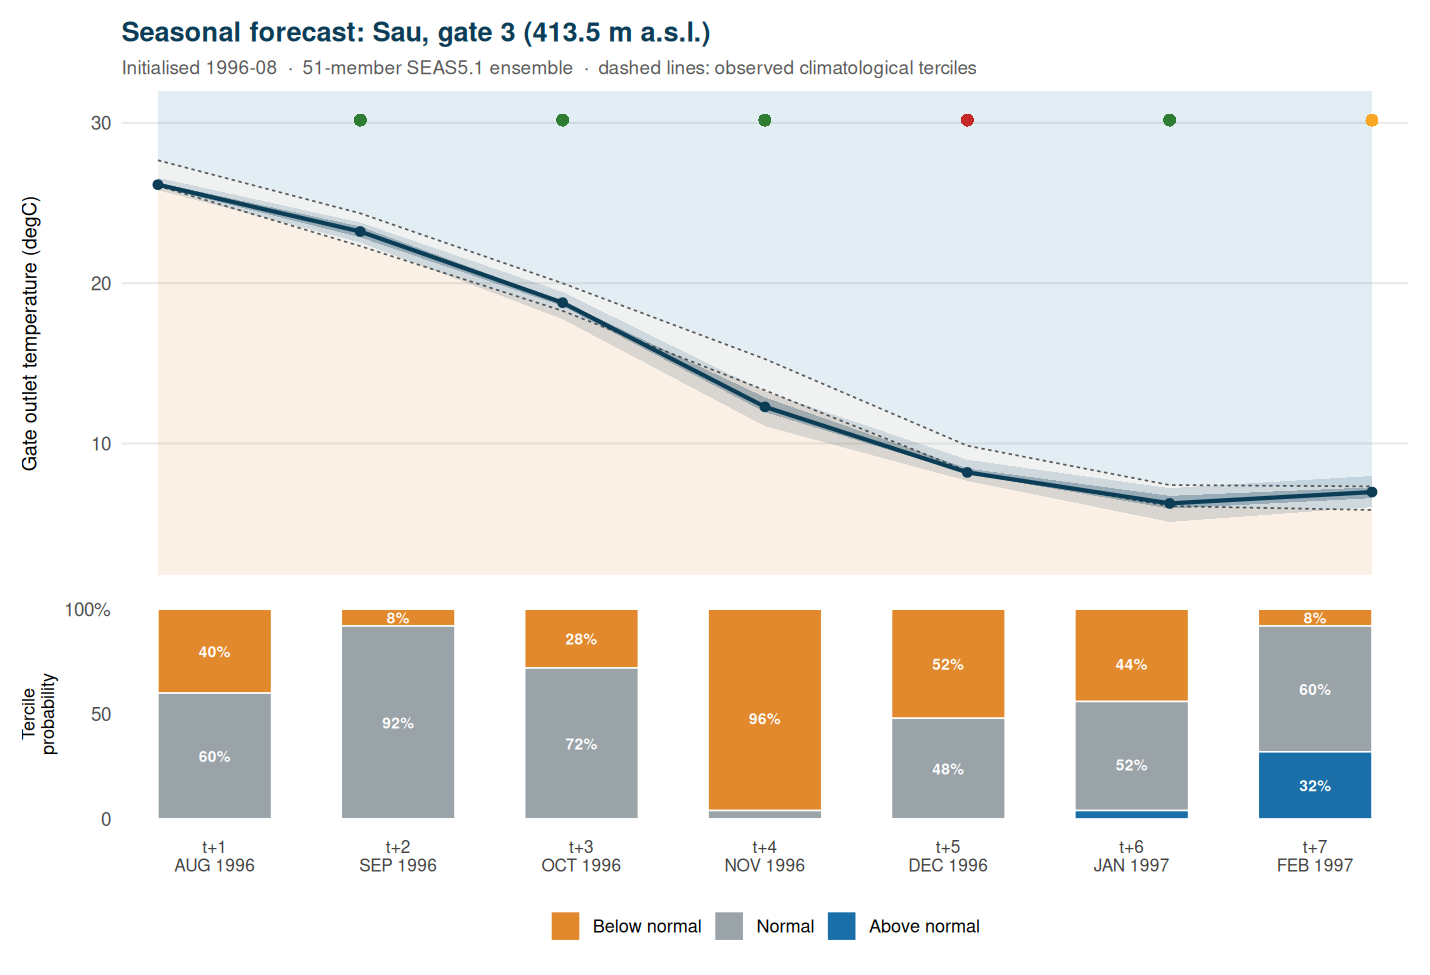 Seasonal forecast: Sau, gate 3 (413.5 m a.s.l.)
Initialised 1996-08 · 51-member SEAS5.1 ensemble · dashed lines: observed climatological terciles
Gate outlet temperature (degC)
30
20
10
Tercile
probability
100%
50
0
40%
60%
8%
92%
28%
72%
96%
52%
48%
44%
52%
8%
60%
32%
t+1
AUG 1996
t+2
SEP 1996
t+3
OCT 1996
t+4
NOV 1996
t+5
DEC 1996
t+6
JAN 1997
t+7
FEB 1997
Below normal
Normal
Above normal